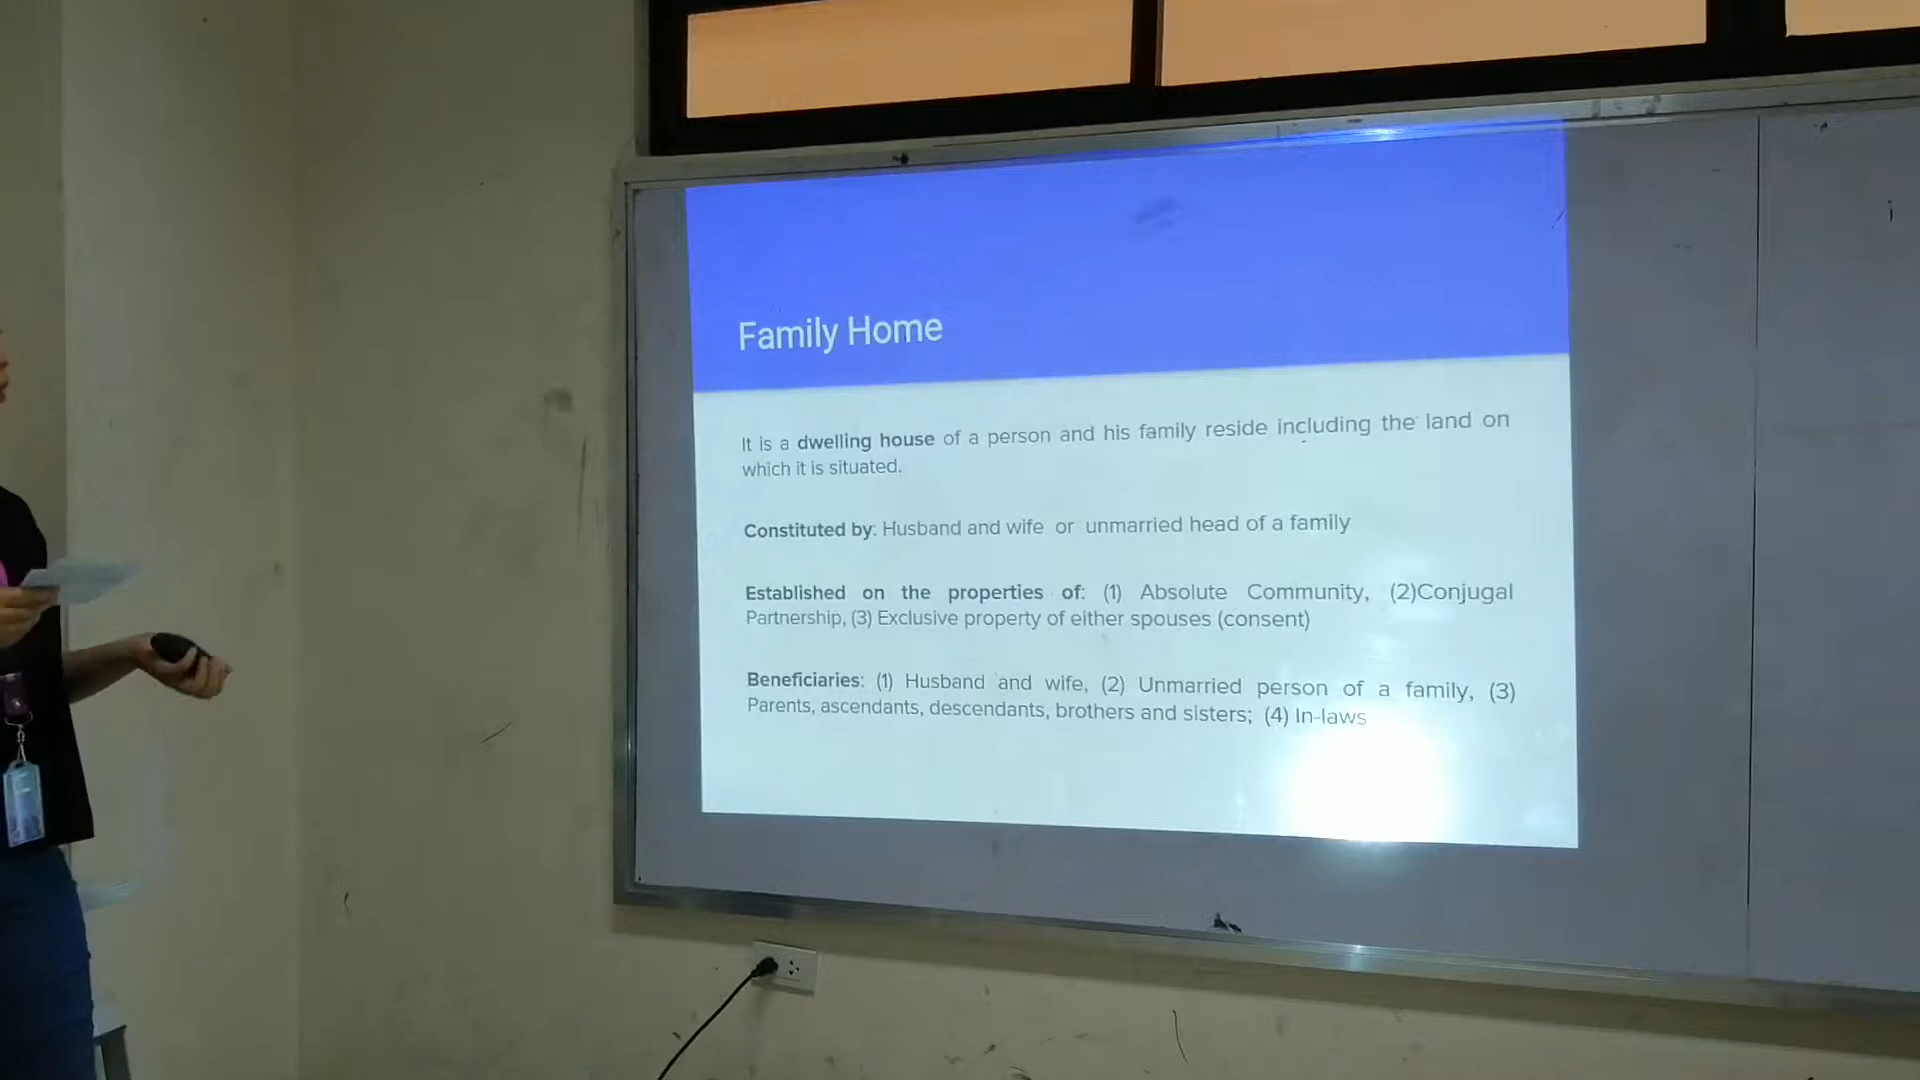 Family Home
It is a dwelling house of a person and his family reside including the land on
which it is situated.
Constituted by: Husband and wife or unmarried head of a family
Established on the properties of: (1) Absolute Community, (2)Conjugal
Partnership, (3) Exclusive property of either spouses (consent)
Beneficiaries: (1) Husband and wife, (2) Unmarried person of a family, (3)
Parents, ascendants, descendants, brothers and sisters; (4) In-laws